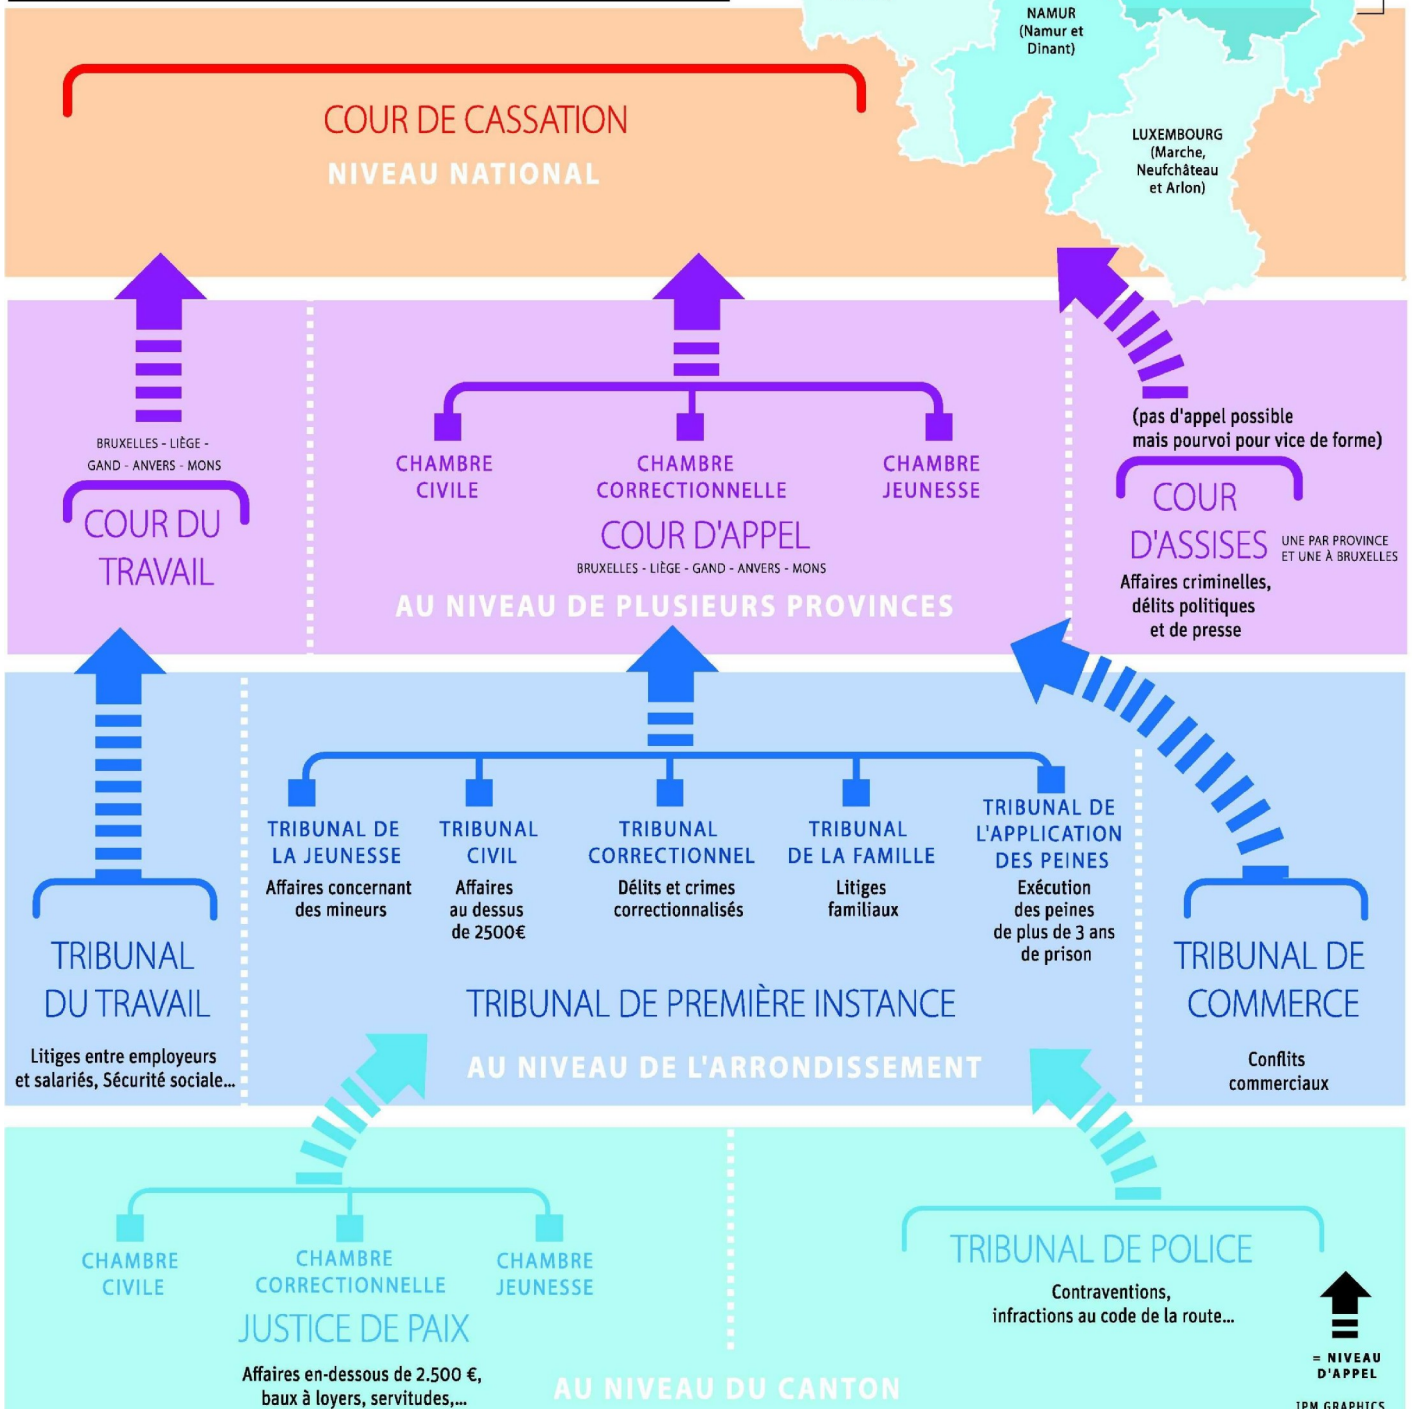 NAMUR
(Namur et
Dinant)
LUXEMBOURG
(Marche,
Neufchâteau
et Arlon)
COUR DE CASSATION
NIVEAU NATIONAL
BRUXELLES - LIÈGE -
GAND - ANVERS - MONS
COUR DU
TRAVAIL
CHAMBRE
CIVILE
CHAMBRE
CORRECTIONNELLE
CHAMBRE
JEUNESSE
COUR D'APPEL
BRUXELLES - LIÈGE - GAND - ANVERS - MONS
AU NIVEAU DE PLUSIEURS PROVINCES
(pas d'appel possible
mais pourvoi pour vice de forme)
COUR
D'ASSISES
UNE PAR PROVINCE
ET UNE À BRUXELLES
Affaires criminelles,
délits politiques
et de presse
TRIBUNAL
DU TRAVAIL
Litiges entre employeurs
et salariés, Sécurité sociale...
TRIBUNAL DE
LA JEUNESSE
Affaires concernant
des mineurs
TRIBUNAL
CIVIL
Affaires
au dessus
de 2500€
TRIBUNAL
CORRECTIONNEL
Délits et crimes
correctionnalisés
TRIBUNAL
DE LA FAMILLE
Litiges
familiaux
TRIBUNAL DE
L'APPLICATION
DES PEINES
Exécution
des peines
de plus de 3 ans
de prison
TRIBUNAL DE PREMIÈRE INSTANCE
AU NIVEAU DE L'ARRONDISSEMENT
TRIBUNAL DE
COMMERCE
Conflits
commerciaux
CHAMBRE
CIVILE
CHAMBRE
CORRECTIONNELLE
CHAMBRE
JEUNESSE
JUSTICE DE PAIX
Affaires en-dessous de 2.500 €,
baux à loyers, servitudes,...
TRIBUNAL DE POLICE
Contraventions,
infractions au code de la route...
AU NIVEAU DU CANTON
= NIVEAU
D'APPEL
IPM GRAPHICS